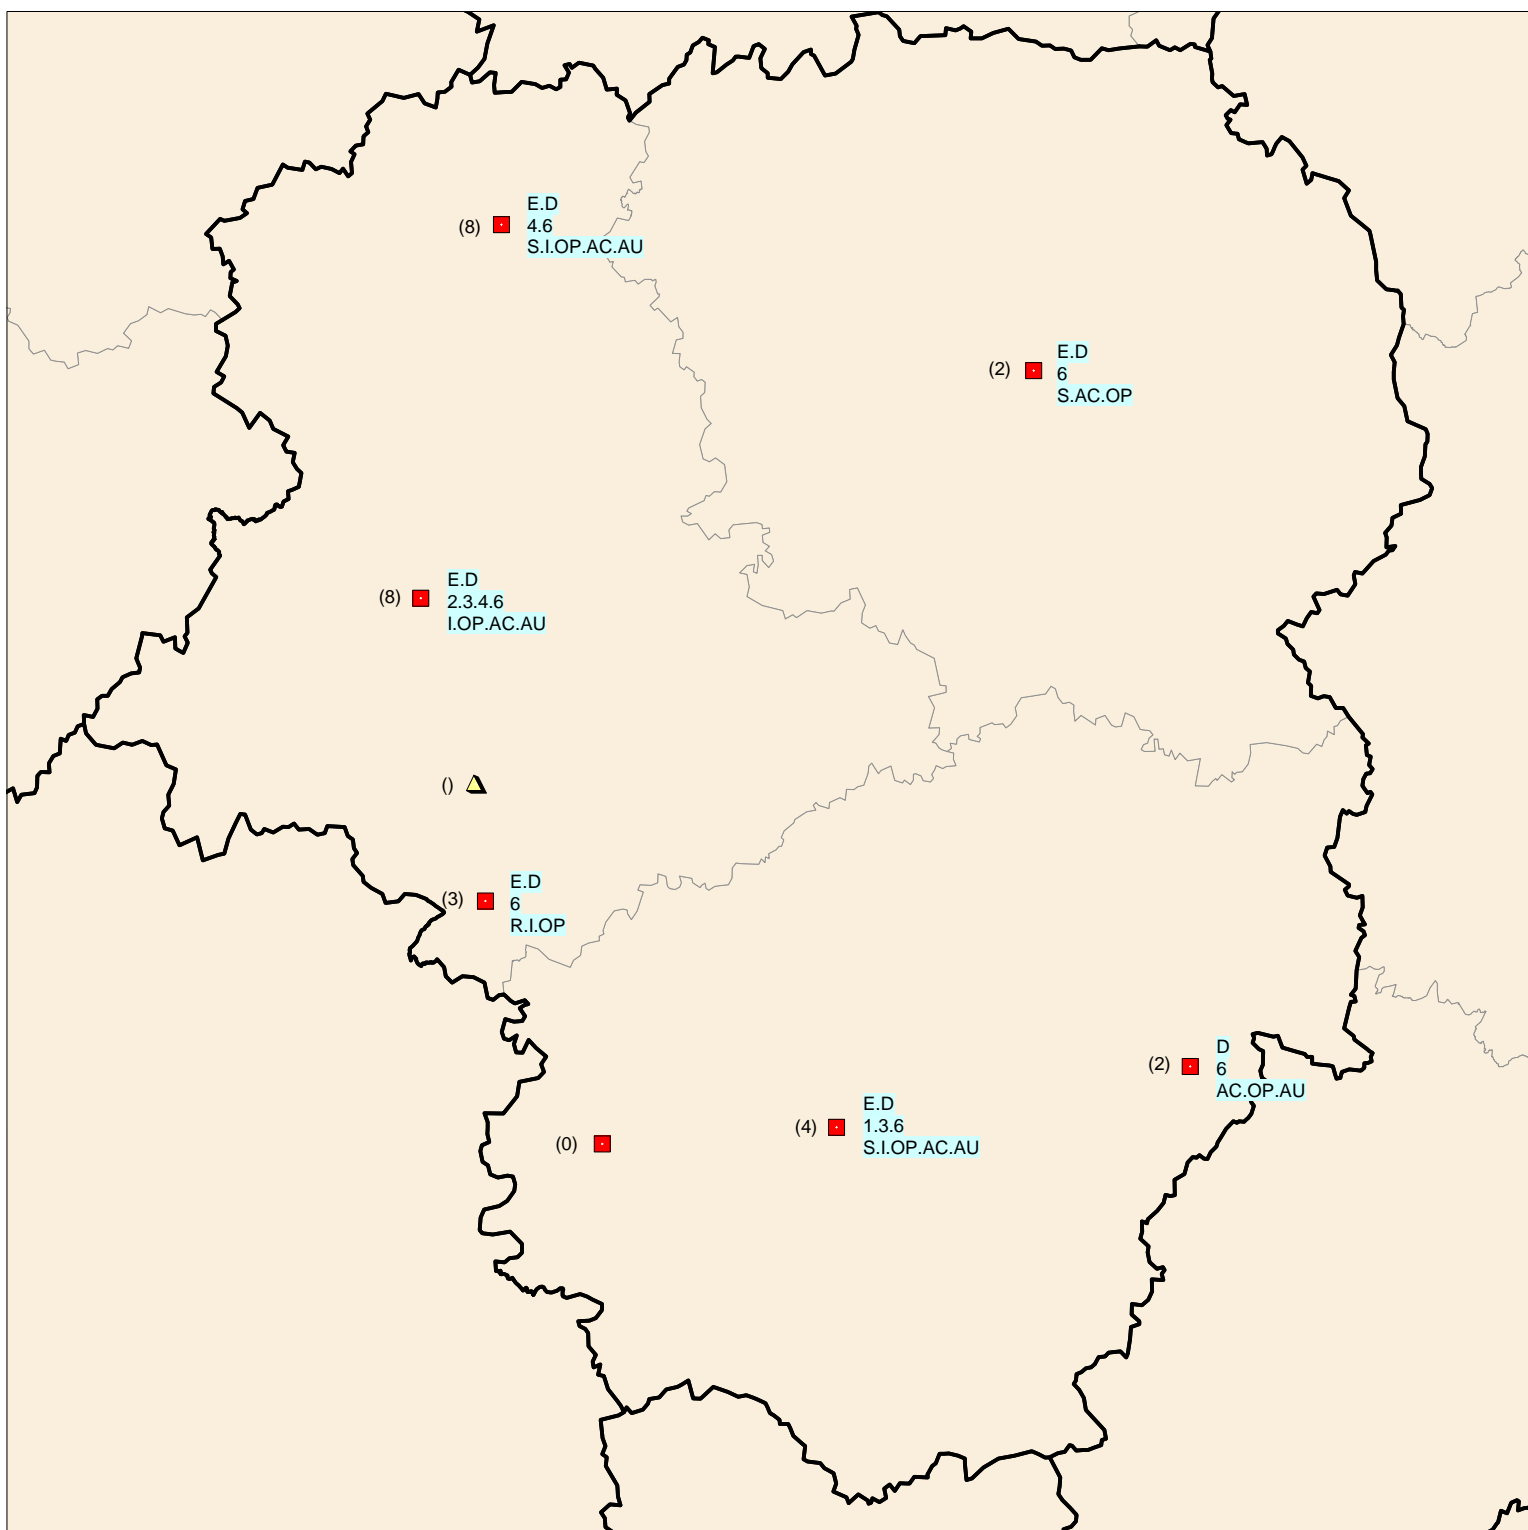 E.D
(8) 4.6
S.I.OP.AC.AU
E.D
(2) 6
S.AC.OP
E.D
(8) 2.3.4.6
I.OP.AC.AU
()
E.D
(3) 6
R.I.OP
D
(2) 6
AC.OP.AU
E.D
(4) 1.3.6
S.I.OP.AC.AU
(0)